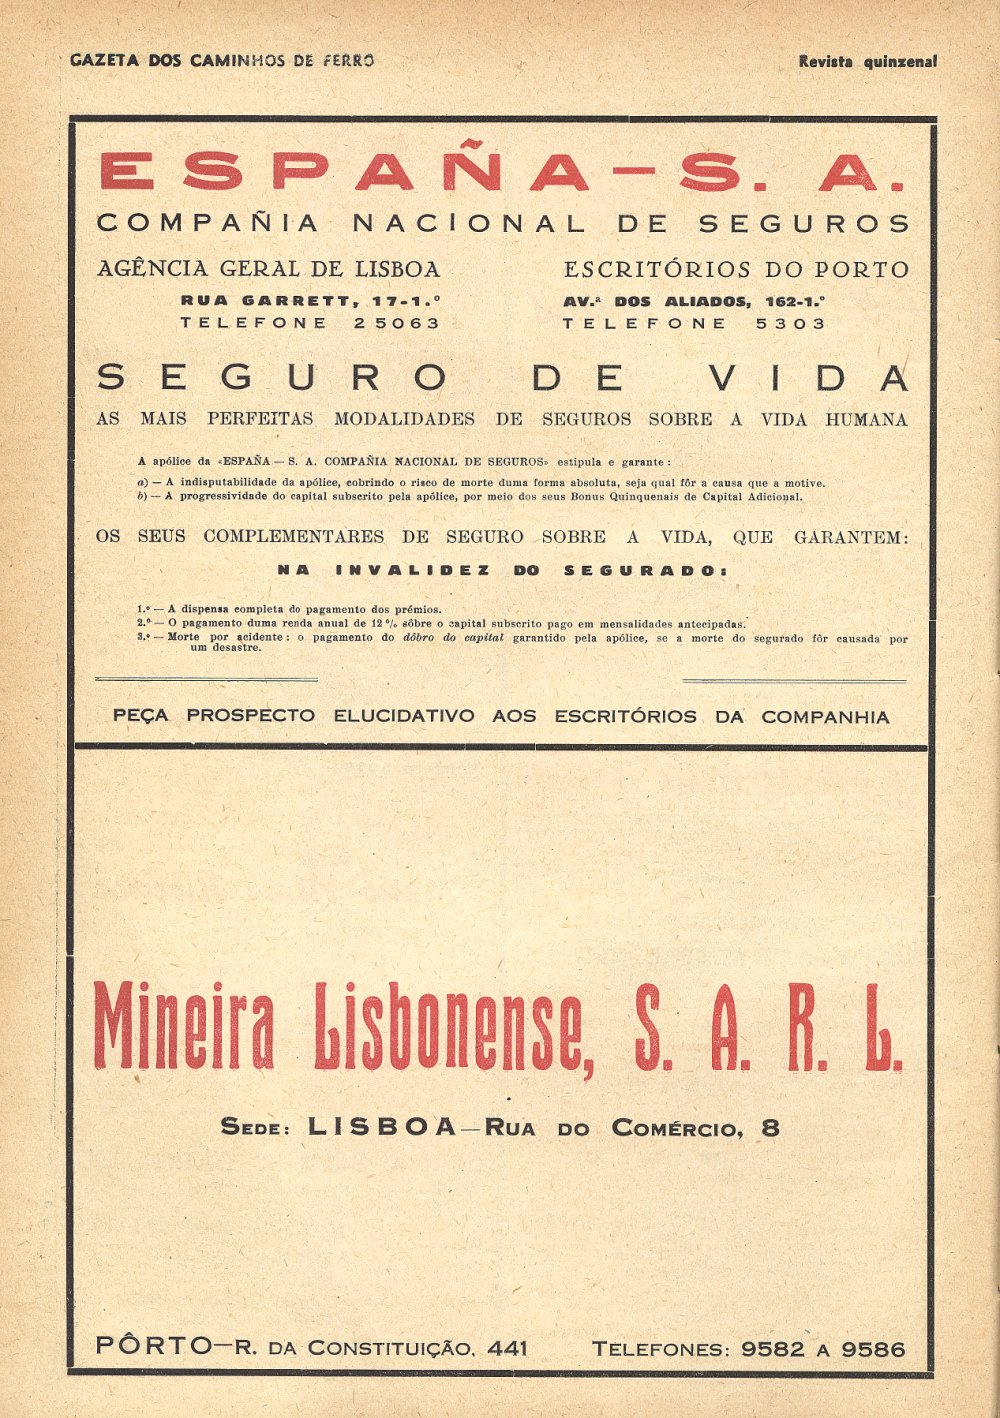 GAZETA DOS CAMINHOS DE FERRO
Revista quinzenal
ESPAÑA—S. A.
COMPAÑIA NACIONAL DE SEGUROS
AGÊNCIA GERAL DE LISBOA
RUA GARRETT, 17-1.º
TELEFONE 25063
ESCRITÓRIOS DO PORTO
AV.ª DOS ALIADOS, 162-1.º
TELEFONE 5303
SEGURO DE VIDA
AS MAIS PERFEITAS MODALIDADES DE SEGUROS SOBRE A VIDA HUMANA
A apólice da «ESPAÑA — S. A. COMPAÑIA NACIONAL DE SEGUROS» estipula e garante :
a) — A indisputabilidade da apólice, cobrindo o risco de morte duma forma absoluta, seja qual fôr a causa que a motive.
b) — A progressividade do capital subscrito pela apólice, por meio dos seus Bonus Quinquenais de Capital Adicional.
OS SEUS COMPLEMENTARES DE SEGURO SOBRE A VIDA, QUE GARANTEM:
NA INVALIDEZ DO SEGURADO:
1.º — A dispensa completa do pagamento dos prémios.
2.º — O pagamento duma renda anual de 12 % sôbre o capital subscrito pago em mensalidades antecipadas.
3.º — Morte por acidente : o pagamento do dôbro do capital garantido pela apólice, se a morte do segurado fôr causada por
um desastre.
PEÇA PROSPECTO ELUCIDATIVO AOS ESCRITÓRIOS DA COMPANHIA
Mineira Lisbonense, S. A. R. L.
SEDE: LISBOA—RUA DO COMÉRCIO, 8
PÔRTO—R. DA CONSTITUIÇÃO, 441
TELEFONES: 9582 A 9586